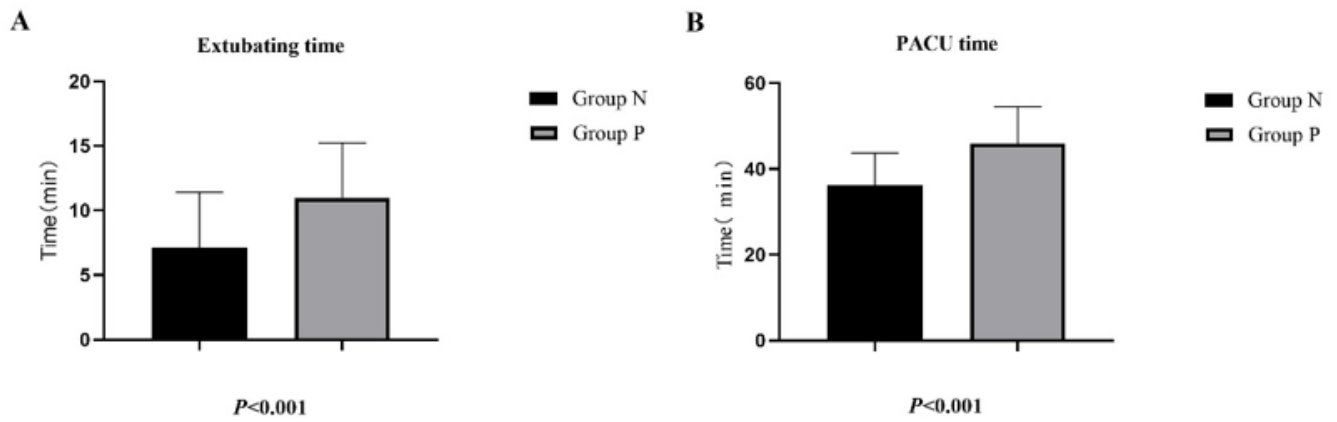 A
Extubating time
20
15
10
5
0
Time(min)
Group N
Group P
P<0.001
B
PACU time
60
40
20
0
Time( min)
Group N
Group P
P<0.001